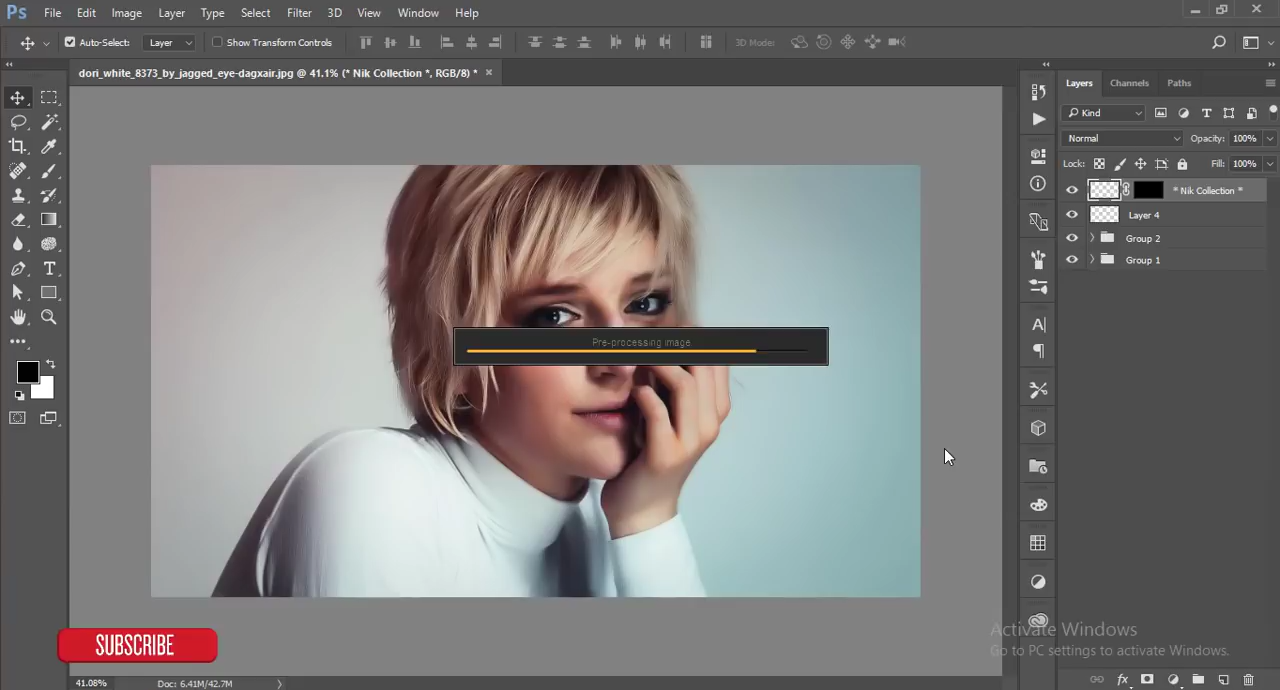 Ps File Edit Image Layer Type Select Filter 3D View Window Help
Auto-Select: Layer Show Transform Controls 3D Mode:
dori_white_8373_by_jagged_eye-dagxair.jpg @ 41.1% (* Nik Collection *, RGB/8) * ×
Layers Channels Paths
Kind
Normal Opacity: 100%
Lock: Fill: 100%
* Nik Collection *
Layer 4
Group 2
Group 1
Pre-processing image.
SUBSCRIBE
Activate Windows
Go to PC settings to activate Windows.
41.08% Doc: 6.41M/42.7M